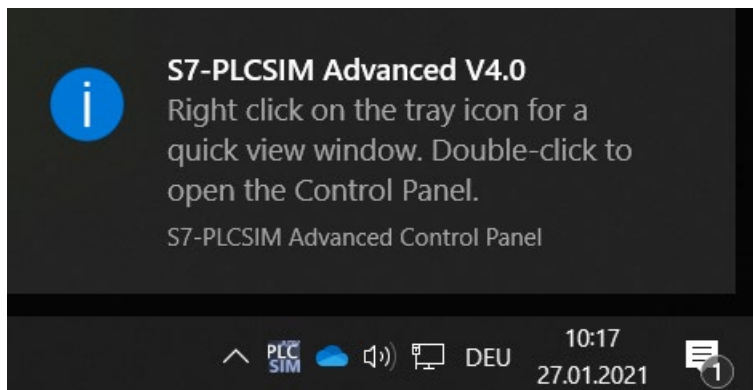 S7-PLCSIM Advanced V4.0
Right click on the tray icon for a
quick view window. Double-click to
open the Control Panel.
S7-PLCSIM Advanced Control Panel
PLC
SIM
DEU
10:17
27.01.2021
1